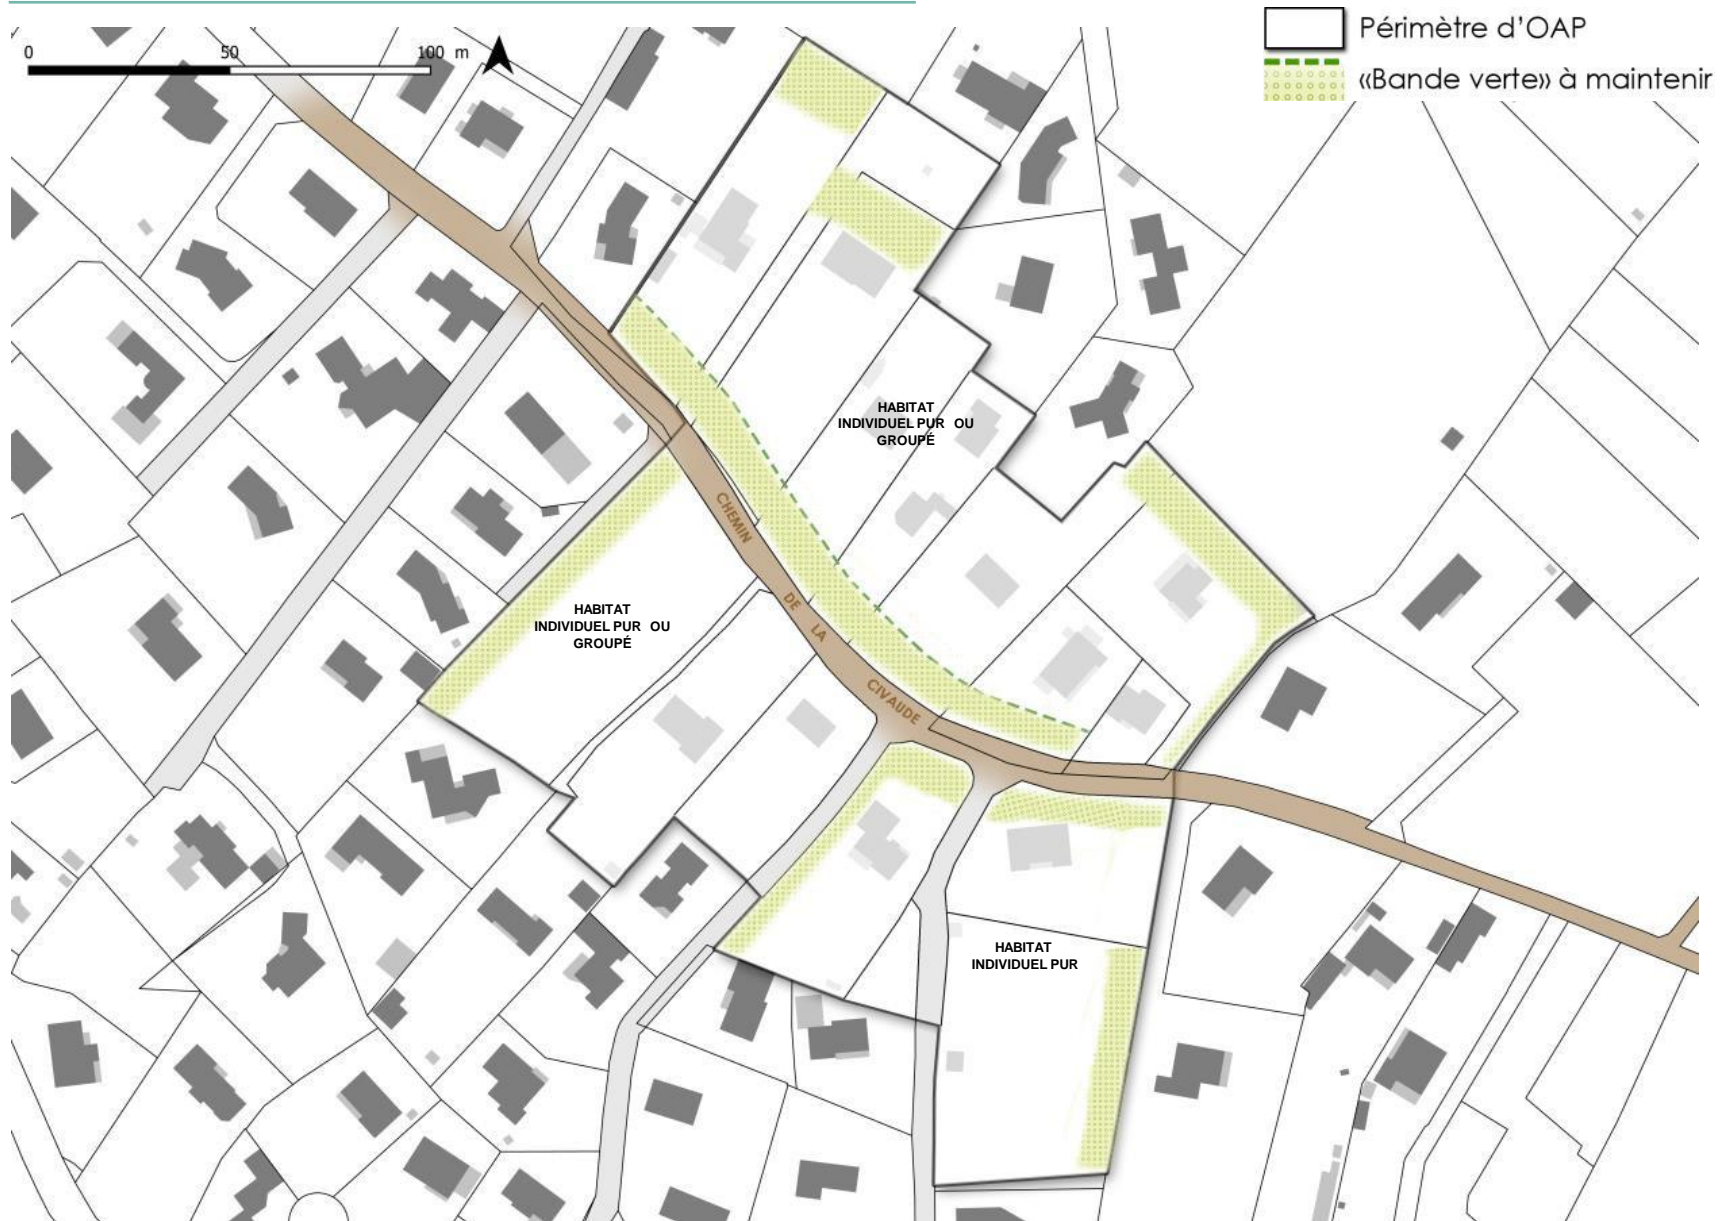 Périmètre d'OAP
«Bande verte» à maintenir
0 50 100 m
HABITAT
INDIVIDUEL PUR OU
GROUPÉ
CHEMIN DE LA CIVAUDE
HABITAT
INDIVIDUEL PUR OU
GROUPÉ
HABITAT
INDIVIDUEL PUR